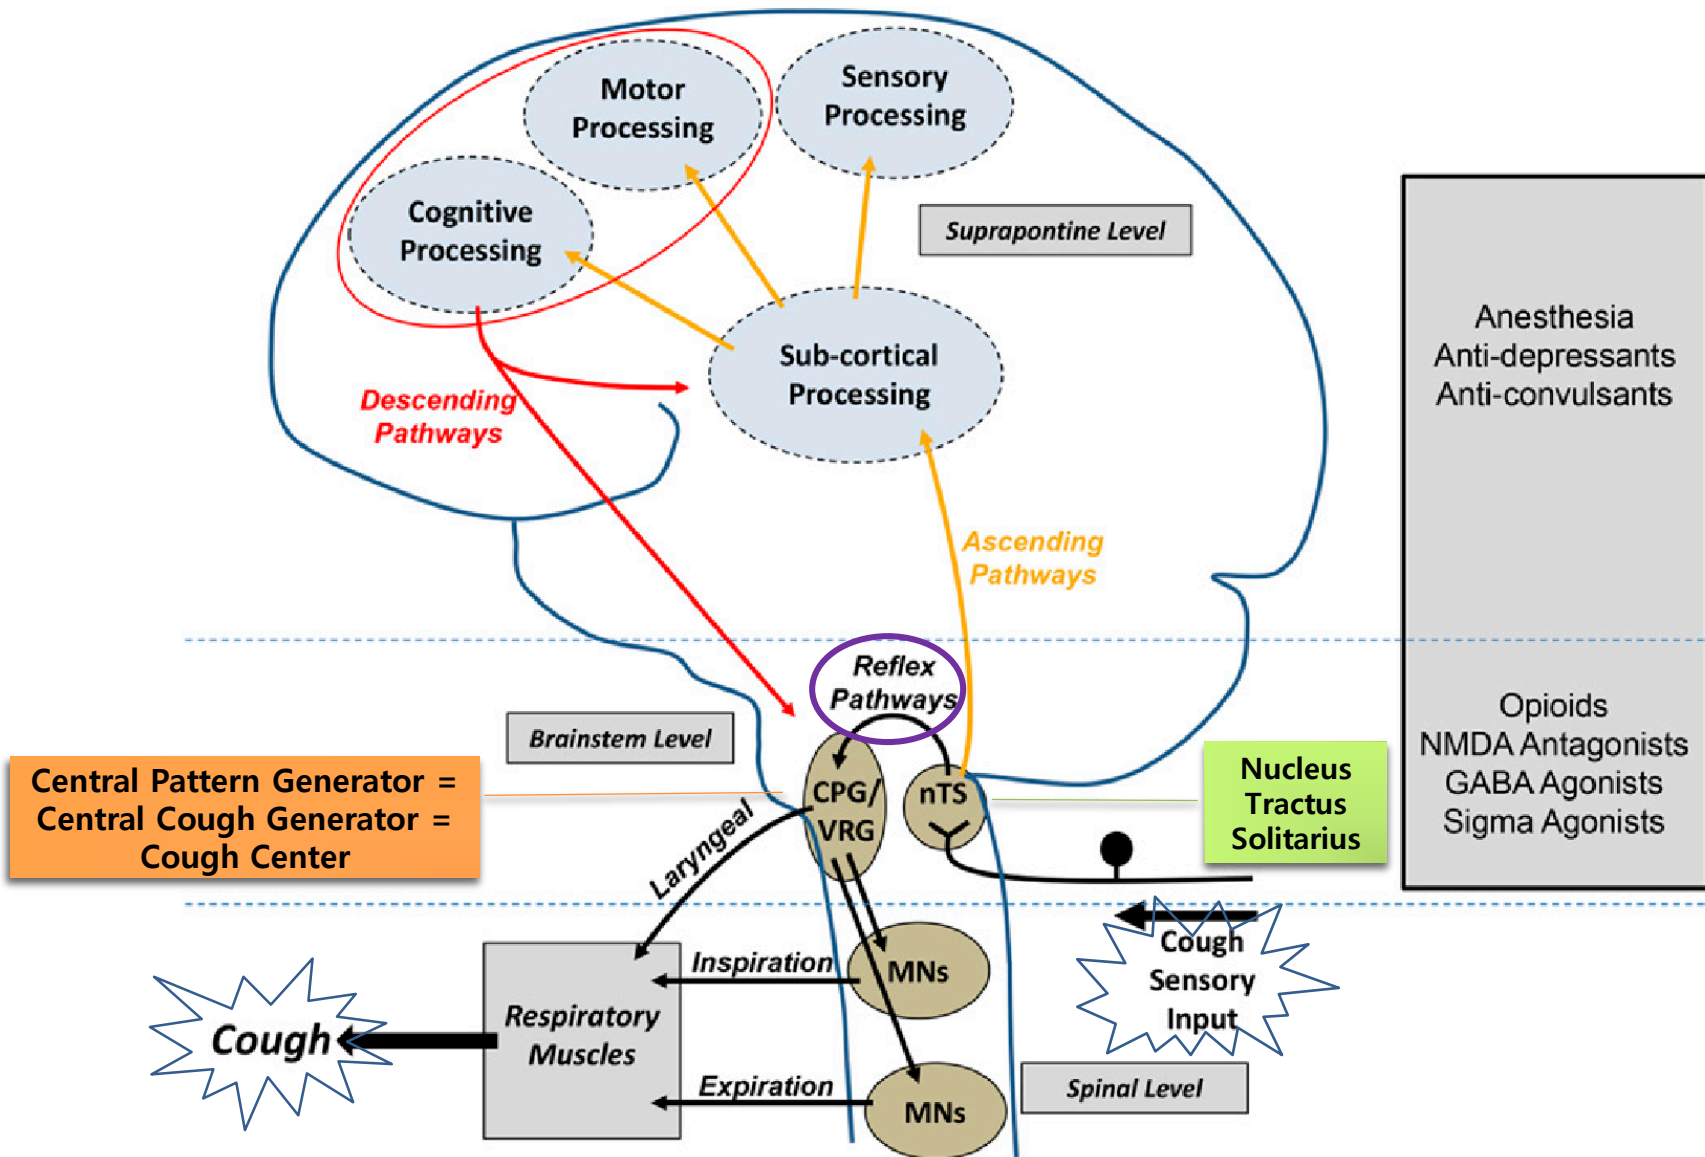 Motor
Processing
Sensory
Processing
Cognitive
Processing
Suprapontine Level
Sub-cortical
Processing
Anesthesia
Anti-depressants
Anti-convulsants
Descending
Pathways
Ascending
Pathways
Reflex
Pathways
Brainstem Level
Opioids
NMDA Antagonists
GABA Agonists
Sigma Agonists
Central Pattern Generator =
Central Cough Generator =
Cough Center
CPG/
VRG
nTS
Nucleus
Tractus
Solitarius
Laryngeal
Cough
Sensory
Input
Inspiration
MNs
Respiratory
Muscles
Cough
Expiration
MNs
Spinal Level